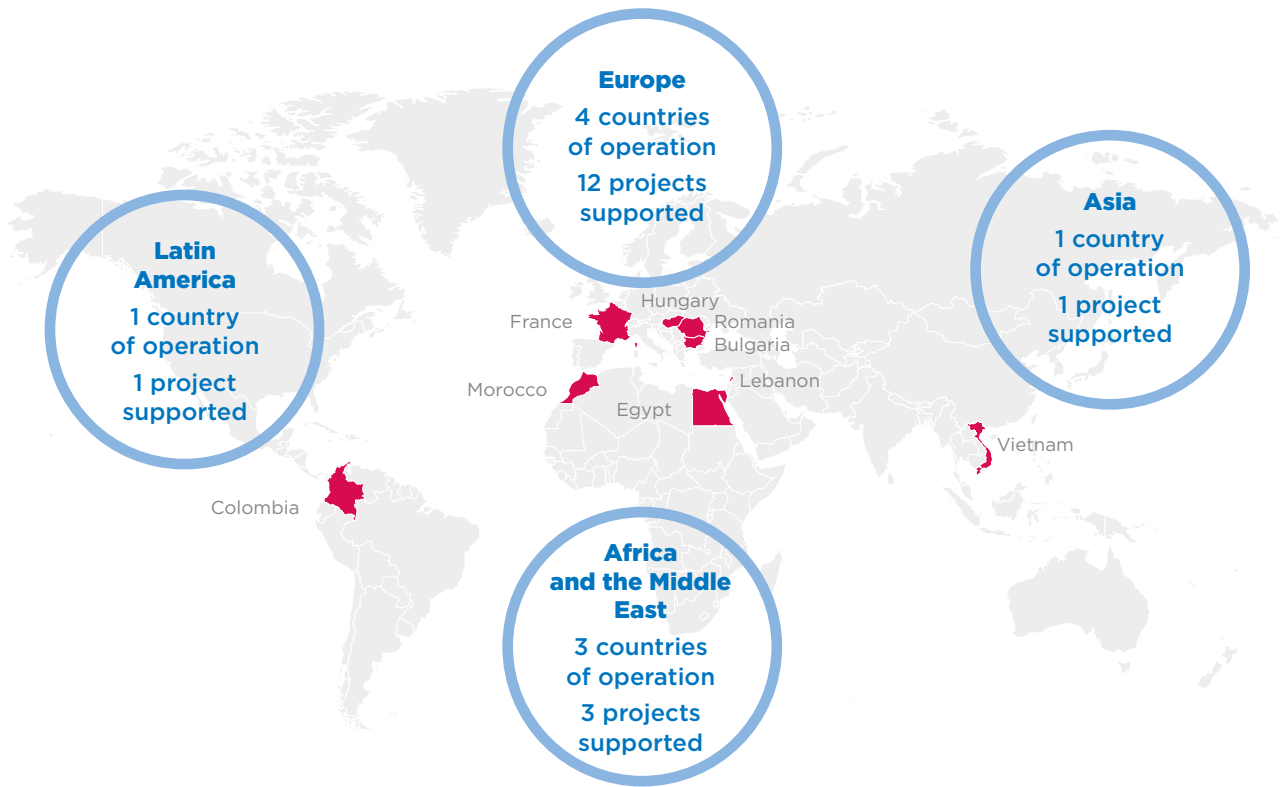 Europe
4 countries
of operation
12 projects
supported
Asia
1 country
of operation
1 project
supported
Latin
America
1 country
of operation
1 project
supported
Hungary
France
Romania
Bulgaria
Morocco
Lebanon
Egypt
Vietnam
Colombia
Africa
and the Middle
East
3 countries
of operation
3 projects
supported